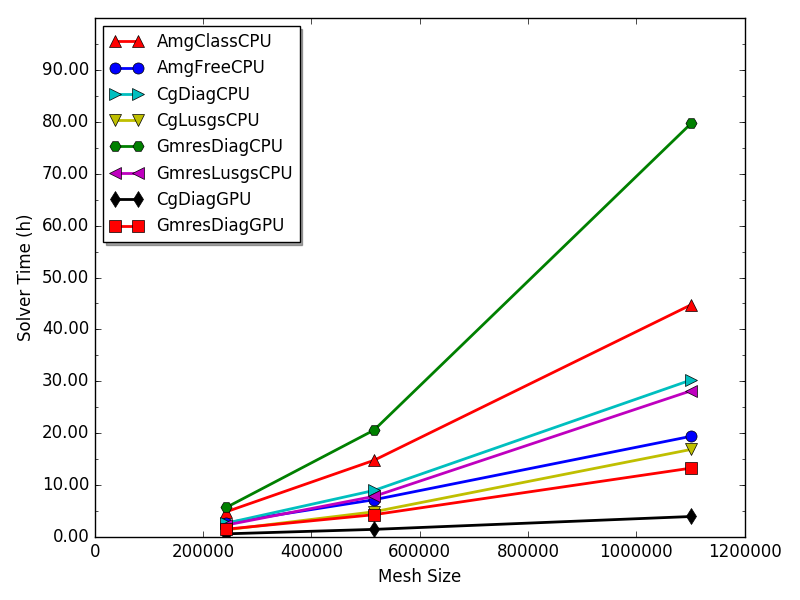 AmgClassCPU
AmgFreeCPU
CgDiagCPU
CgLusgsCPU
GmresDiagCPU
GmresLusgsCPU
CgDiagGPU
GmresDiagGPU
90.00
80.00
70.00
60.00
50.00
40.00
30.00
20.00
10.00
0.00
Solver Time (h)
0 200000 400000 600000 800000 1000000 1200000
Mesh Size